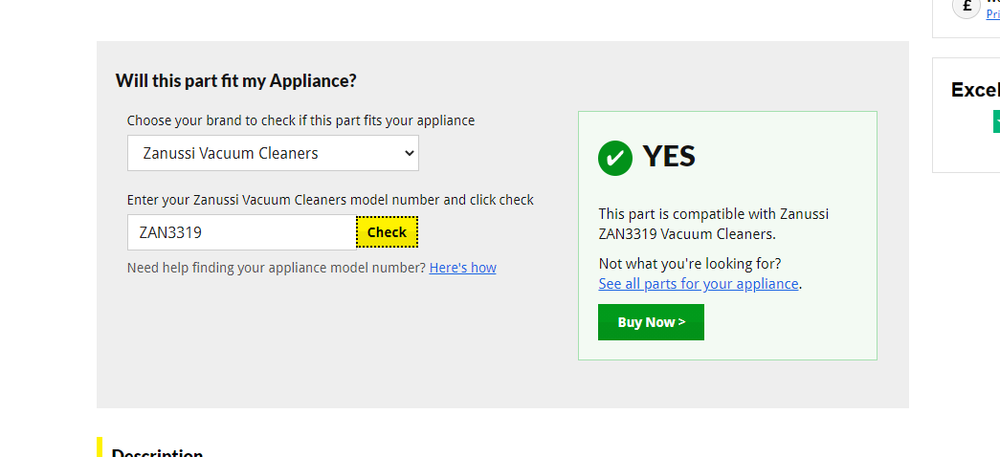 £
Will this part fit my Appliance?
Choose your brand to check if this part fits your appliance
Zanussi Vacuum Cleaners
Enter your Zanussi Vacuum Cleaners model number and click check
ZAN3319
Check
Need help finding your appliance model number? Here's how
YES
This part is compatible with Zanussi
ZAN3319 Vacuum Cleaners.
Not what you're looking for?
See all parts for your appliance.
Buy Now >
Description